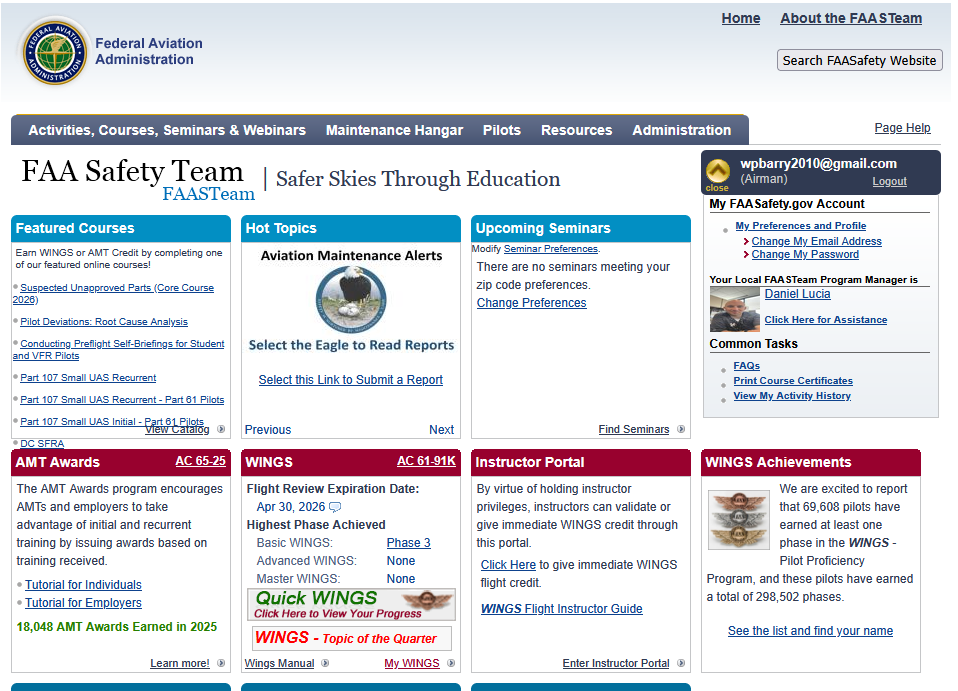 Home About the FAASTeam
Federal Aviation
Administration
Search FAASafety Website
Activities, Courses, Seminars & Webinars Maintenance Hangar Pilots Resources Administration
Page Help
FAA Safety Team
FAASTeam
Safer Skies Through Education
close
wpbarry2010@gmail.com
(Airman)
Logout
My FAASafety.gov Account
My Preferences and Profile
Change My Email Address
Change My Password
Your Local FAASTeam Program Manager is
Daniel Lucia
Click Here for Assistance
Common Tasks
FAQs
Print Course Certificates
View My Activity History
Featured Courses
Earn WINGS or AMT Credit by completing one
of our featured online courses!
Suspected Unapproved Parts (Core Course
2026)
Pilot Deviations: Root Cause Analysis
Conducting Preflight Self-Briefings for Student
and VFR Pilots
Part 107 Small UAS Recurrent
Part 107 Small UAS Recurrent - Part 61 Pilots
Part 107 Small UAS Initial - Part 61 Pilots
View Catalog
DC SFRA
Hot Topics
Aviation Maintenance Alerts
Select the Eagle to Read Reports
Select this Link to Submit a Report
Previous Next
Upcoming Seminars
Modify Seminar Preferences.
There are no seminars meeting your
zip code preferences.
Change Preferences
Find Seminars
AMT Awards AC 65-25
The AMT Awards program encourages
AMTs and employers to take
advantage of initial and recurrent
training by issuing awards based on
training received.
Tutorial for Individuals
Tutorial for Employers
18,048 AMT Awards Earned in 2025
Learn more!
WINGS AC 61-91K
Flight Review Expiration Date:
Apr 30, 2026
Highest Phase Achieved
Basic WINGS: Phase 3
Advanced WINGS: None
Master WINGS: None
Quick WINGS
Click Here to View Your Progress
WINGS - Topic of the Quarter
Wings Manual My WINGS
Instructor Portal
By virtue of holding instructor
privileges, instructors can validate or
give immediate WINGS credit through
this portal.
Click Here to give immediate WINGS
flight credit.
WINGS Flight Instructor Guide
Enter Instructor Portal
WINGS Achievements
We are excited to report
that 69,608 pilots have
earned at least one
phase in the WINGS -
Pilot Proficiency
Program, and these pilots have earned
a total of 298,502 phases.
See the list and find your name